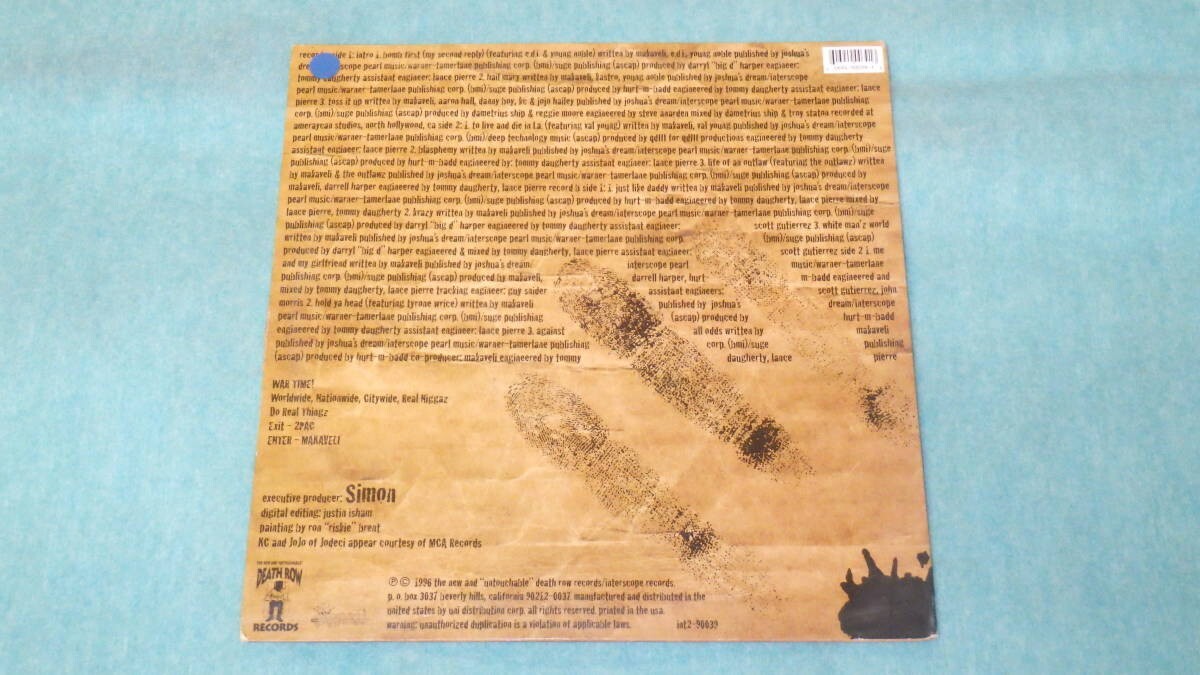 side i: intro i. bomb first (my second reply) (featuring e.d.i. & young noble) written by makaveli, e.d.i., young noble published by joshua's
interscope pearl music/warner-tamerlane publishing corp. (bmi)/suge publishing (ascap) produced by darryl "big d" harper engineer:
tommy daugherty assistant engineer: lance pierre 2. hail mary written by makaveli, kastro, young noble published by joshua's dream/interscope
pearl music/warner-tamerlane publishing corp. (bmi)/suge publishing (ascap) produced by hurt-m-badd engineered by tommy daugherty assistant engineer: lance
pierre 3. toss it up written by makaveli, aaron hall, danny boy, kc & jojo hailey published by joshua's dream/interscope pearl music/warner-tamerlane publishing
corp. (bmi)/suge publishing (ascap) produced by dametrius ship & reggie moore engineered by steve anarden mixed by dametrius ship & troy staton recorded at
ameraycan studios, north hollywood, ca side 2: i. to live and die in l.a. (featuring val young) written by makaveli, val young published by joshua's dream/interscope
pearl music/warner-tamerlane publishing corp. (bmi)/deep technology music (ascap) produced by qdIII for qdIII productions engineered by tommy daugherty
assistant engineer: lance pierre 2. blasphemy written by makaveli published by joshua's dream/interscope pearl music/warner-tamerlane publishing corp. (bmi)/suge
publishing (ascap) produced by hurt-m-badd engineered by: tommy daugherty assistant engineer: lance pierre 3. life of an outlaw (featuring the outlawz) written
by makaveli & the outlawz published by joshua's dream/interscope pearl music/warner-tamerlane publishing corp. (bmi)/suge publishing (ascap) produced by
makaveli, darrell harper engineered by tommy daugherty, lance pierre record ii side i: i. just like daddy written by makaveli published by joshua's dream/interscope
pearl music/warner-tamerlane publishing corp. (bmi)/suge publishing (ascap) produced by hurt-m-badd engineered by tommy daugherty, lance pierre mixed by
lance pierre, tommy daugherty 2. krazy written by makaveli published by joshua's dream/interscope pearl music/warner-tamerlane publishing corp. (bmi)/suge
publishing (ascap) produced by darryl "big d" harper engineered by tommy daugherty assistant engineer: scott gutierrez 3. white man'z world
written by makaveli published by joshua's dream/interscope pearl music/warner-tamerlane publishing corp. (bmi)/suge publishing (ascap)
produced by darryl "big d" harper engineered & mixed by tommy daugherty, lance pierre assistant engineer: scott gutierrez side 2 i. me
and my girlfriend written by makaveli published by joshua's dream interscope pearl music/warner-tamerlane
publishing corp. (bmi)/suge publishing (ascap) produced by makaveli, darrell harper, hurt m-badd engineered and
mixed by tommy daugherty, lance pierre tracking engineer: guy snider assistant engineers: scott gutierrez, john
morris 2. hold ya head (featuring tyrone wrice) written by makaveli published by joshua's dream/interscope
pearl music/warner-tamerlane publishing corp. (bmi)/suge publishing (ascap) produced by hurt-m-badd
engineered by tommy daugherty assistant engineer: lance pierre 3. against all odds written by makaveli
published by joshua's dream/interscope pearl music/warner-tamerlane publishing corp. (bmi)/suge publishing
(ascap) produced by hurt-m-badd co-producer: makaveli engineered by tommy daugherty, lance pierre
WAR TIME!
Worldwide, Nationwide, Citywide, Real Niggaz
Do Real Thingz
Exit - 2PAC
ENTER - MAKAVELI
executive producer: Simon
digital editing: justin isham
painting by ron "riskie" brent
KC and JoJo of Jodeci appear courtesy of MCA Records
THE NEW AND "UNTOUCHABLE"
DEATH ROW
RECORDS
℗ © 1996 the new and "untouchable" death row records/interscope records.
p. o. box 3037 beverly hills, california 90212-0037. manufactured and distributed in the
united states by uni distribution corp. all rights reserved. printed in the usa.
warning: unauthorized duplication is a violation of applicable laws. int2-90039